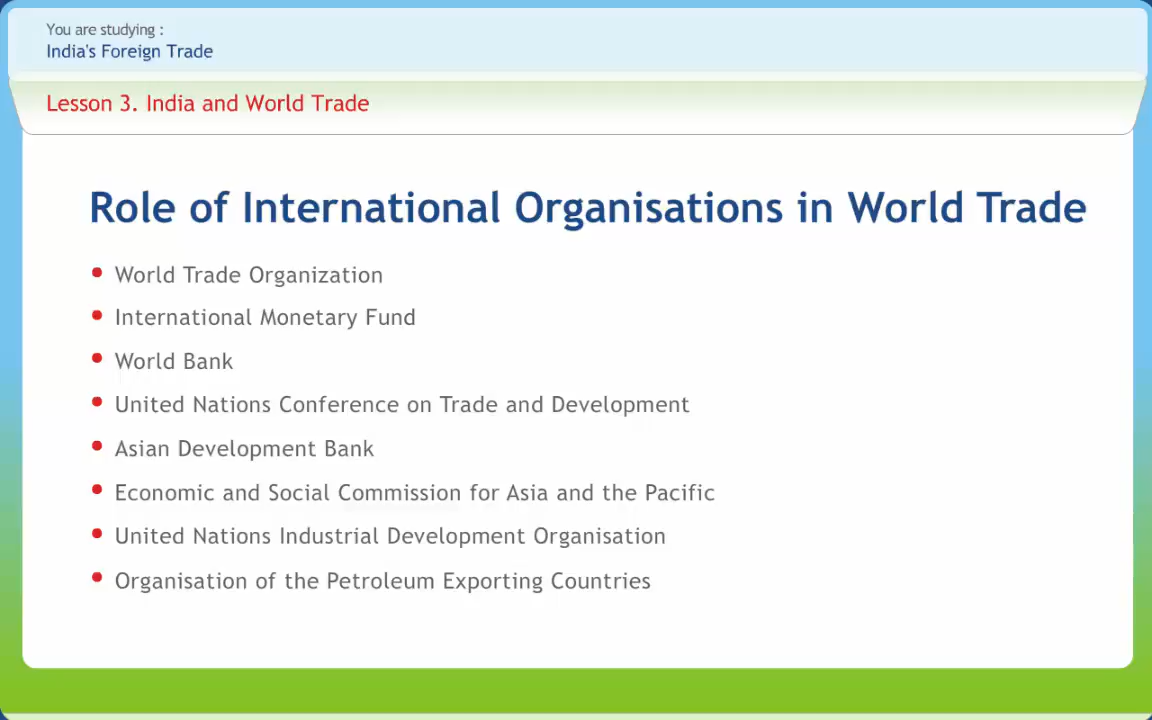 You are studying :
India's Foreign Trade
Lesson 3. India and World Trade
Role of International Organisations in World Trade
• World Trade Organization
• International Monetary Fund
• World Bank
• United Nations Conference on Trade and Development
• Asian Development Bank
• Economic and Social Commission for Asia and the Pacific
• United Nations Industrial Development Organisation
• Organisation of the Petroleum Exporting Countries